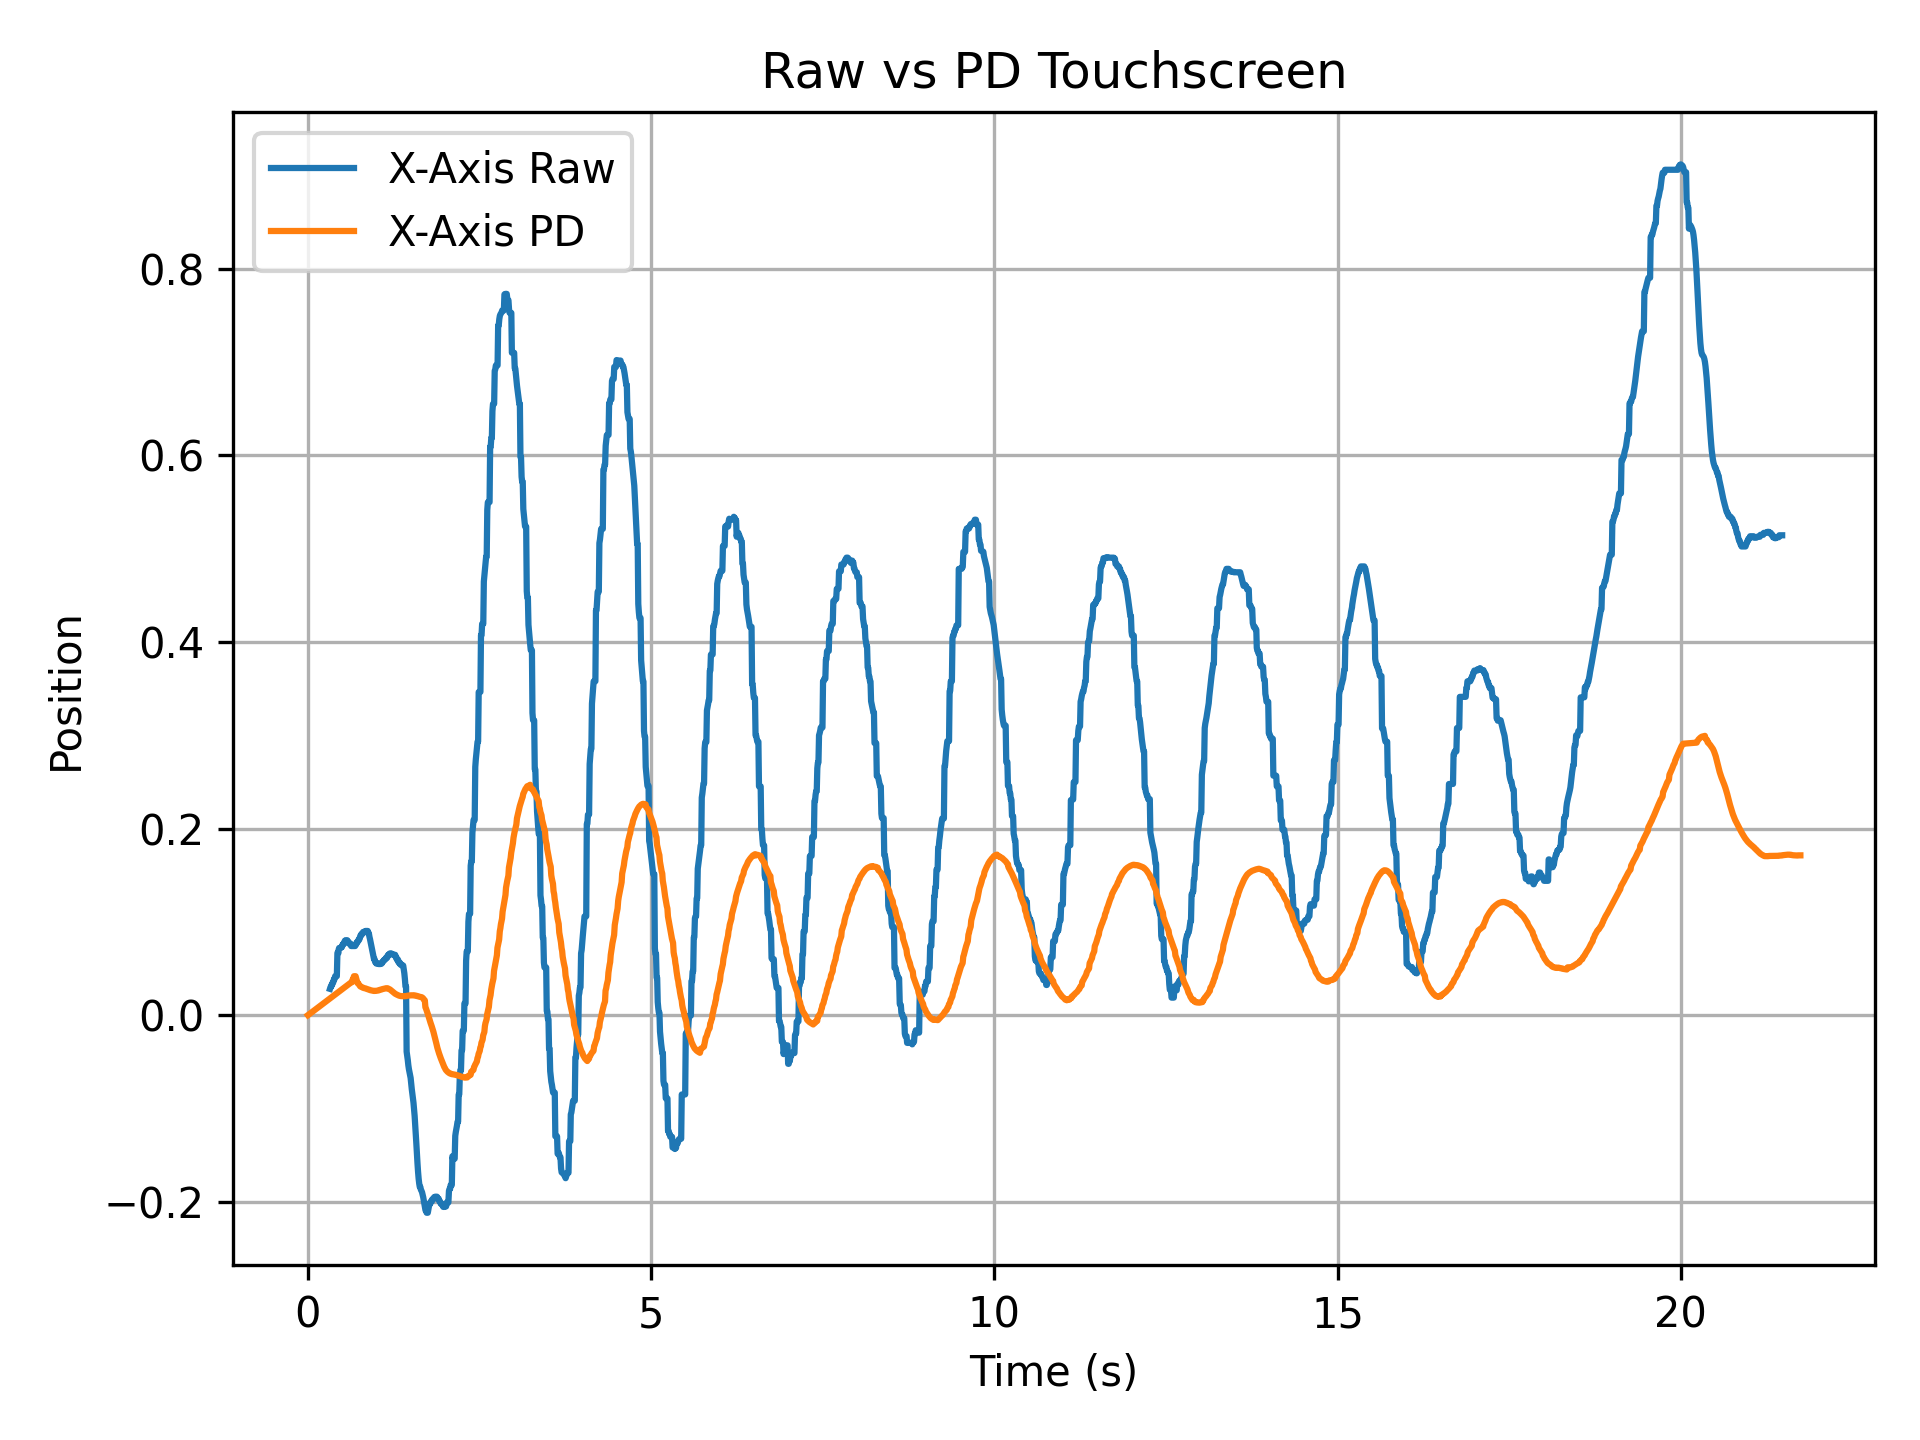 Raw vs PD Touchscreen
X-Axis Raw
X-Axis PD
0.8
0.6
0.4
0.2
0.0
−0.2
Position
0 5 10 15 20
Time (s)